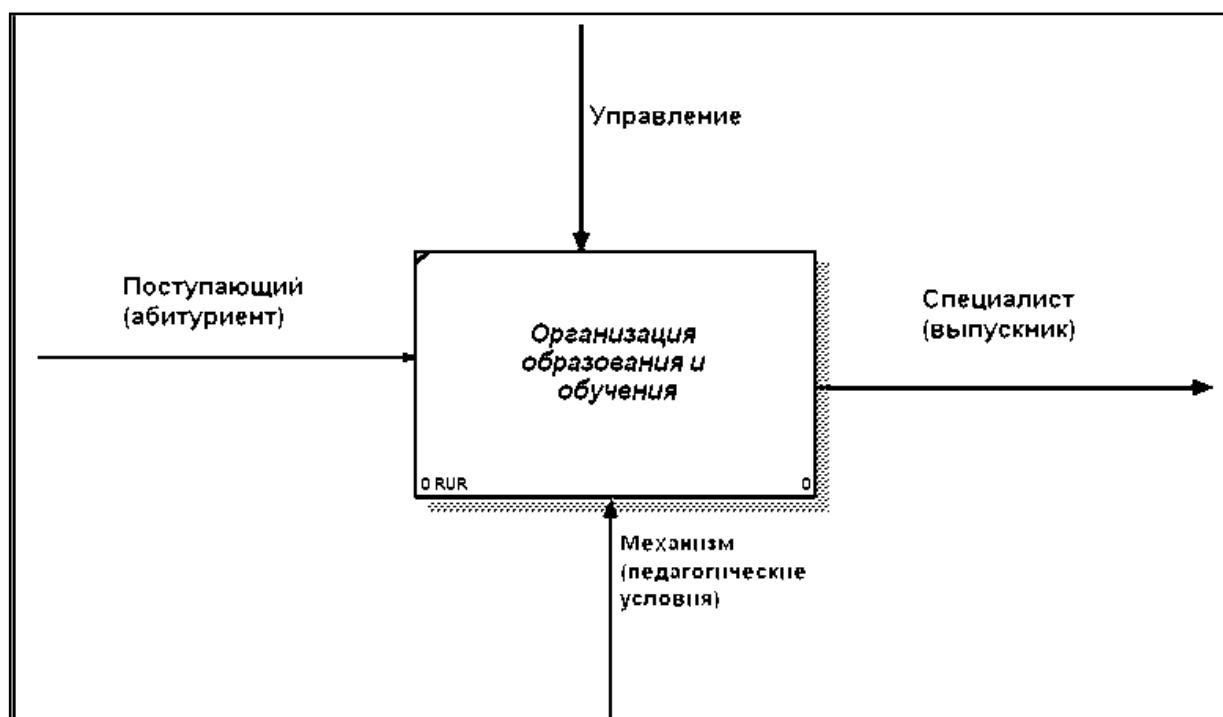 Управление
Поступающий
(абитуриент)
Специалист
(выпускник)
Организация
образования и
обучения
0 RUR
0
Механизм
(педагогические
условия)